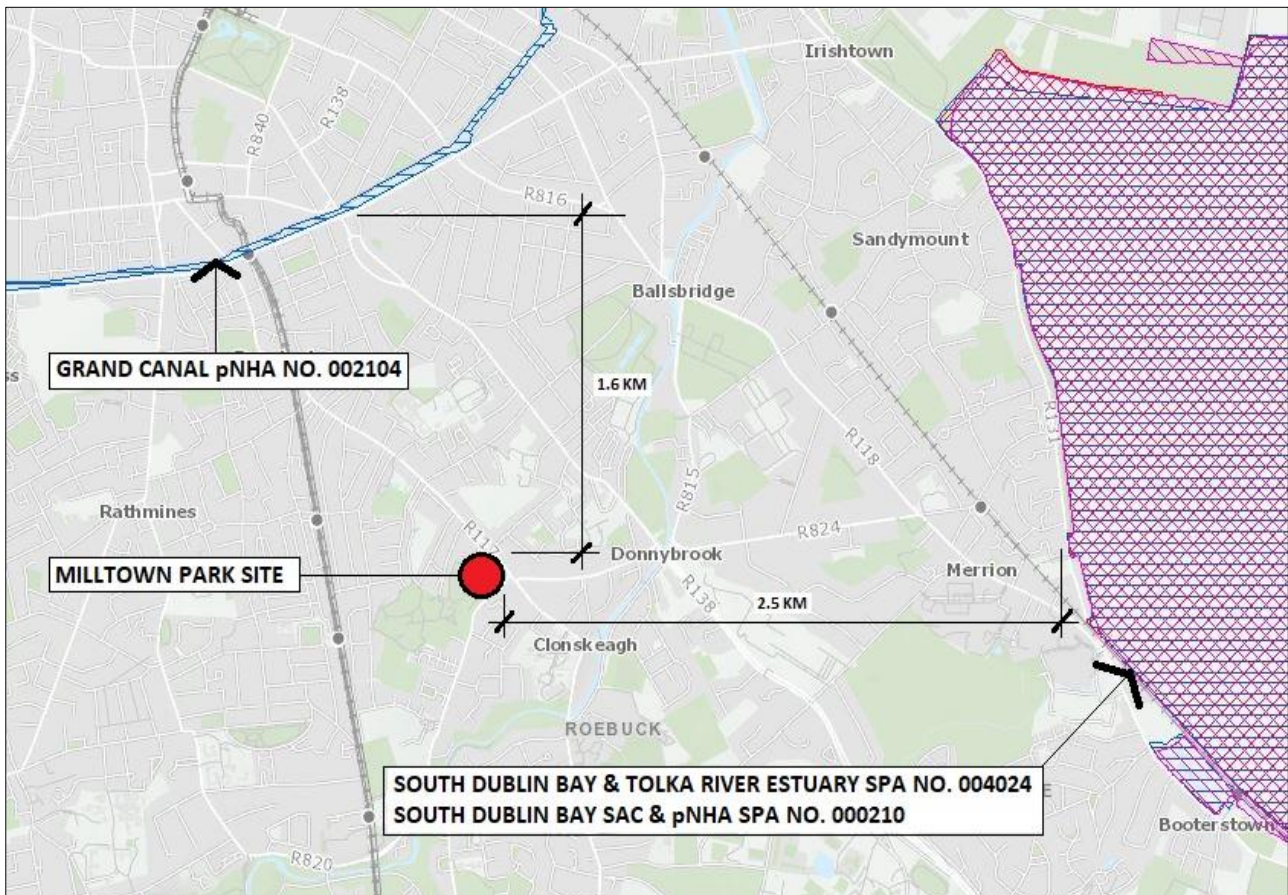 Irishtown
R138
R840
R816
Sandymount
Ballsbridge
GRAND CANAL pNHA NO. 002104
1.6 KM
R131
R118
R815
Rathmines
R824
R117
Donnybrook
Merrion
MILLTOWN PARK SITE
R138
2.5 KM
Clonskeagh
ROEBUCK
SOUTH DUBLIN BAY & TOLKA RIVER ESTUARY SPA NO. 004024
SOUTH DUBLIN BAY SAC & pNHA SPA NO. 000210
Booterstown
R820